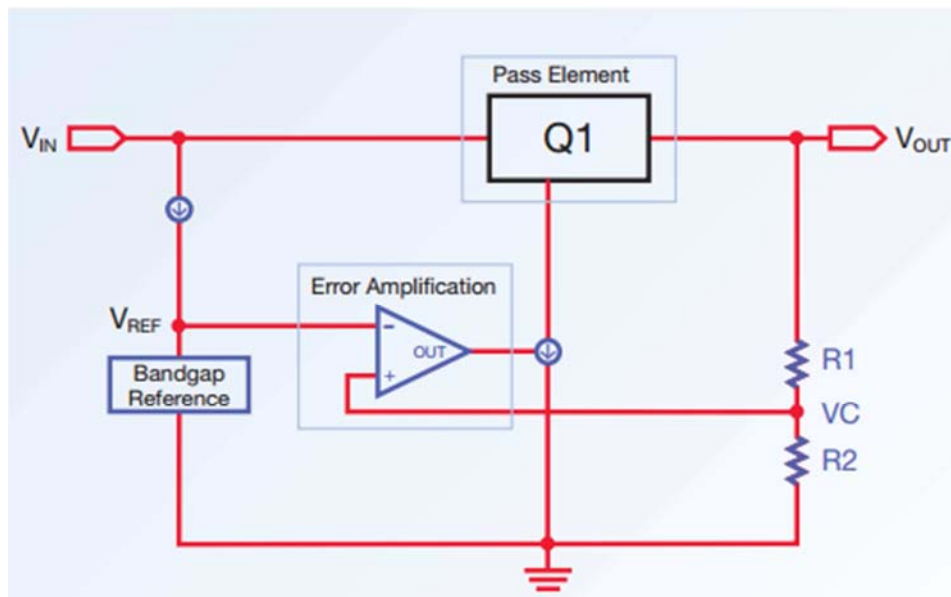 Pass Element
Q1
VIN
VOUT
Error Amplification
VREF
-
OUT
+
Bandgap
Reference
R1
VC
R2